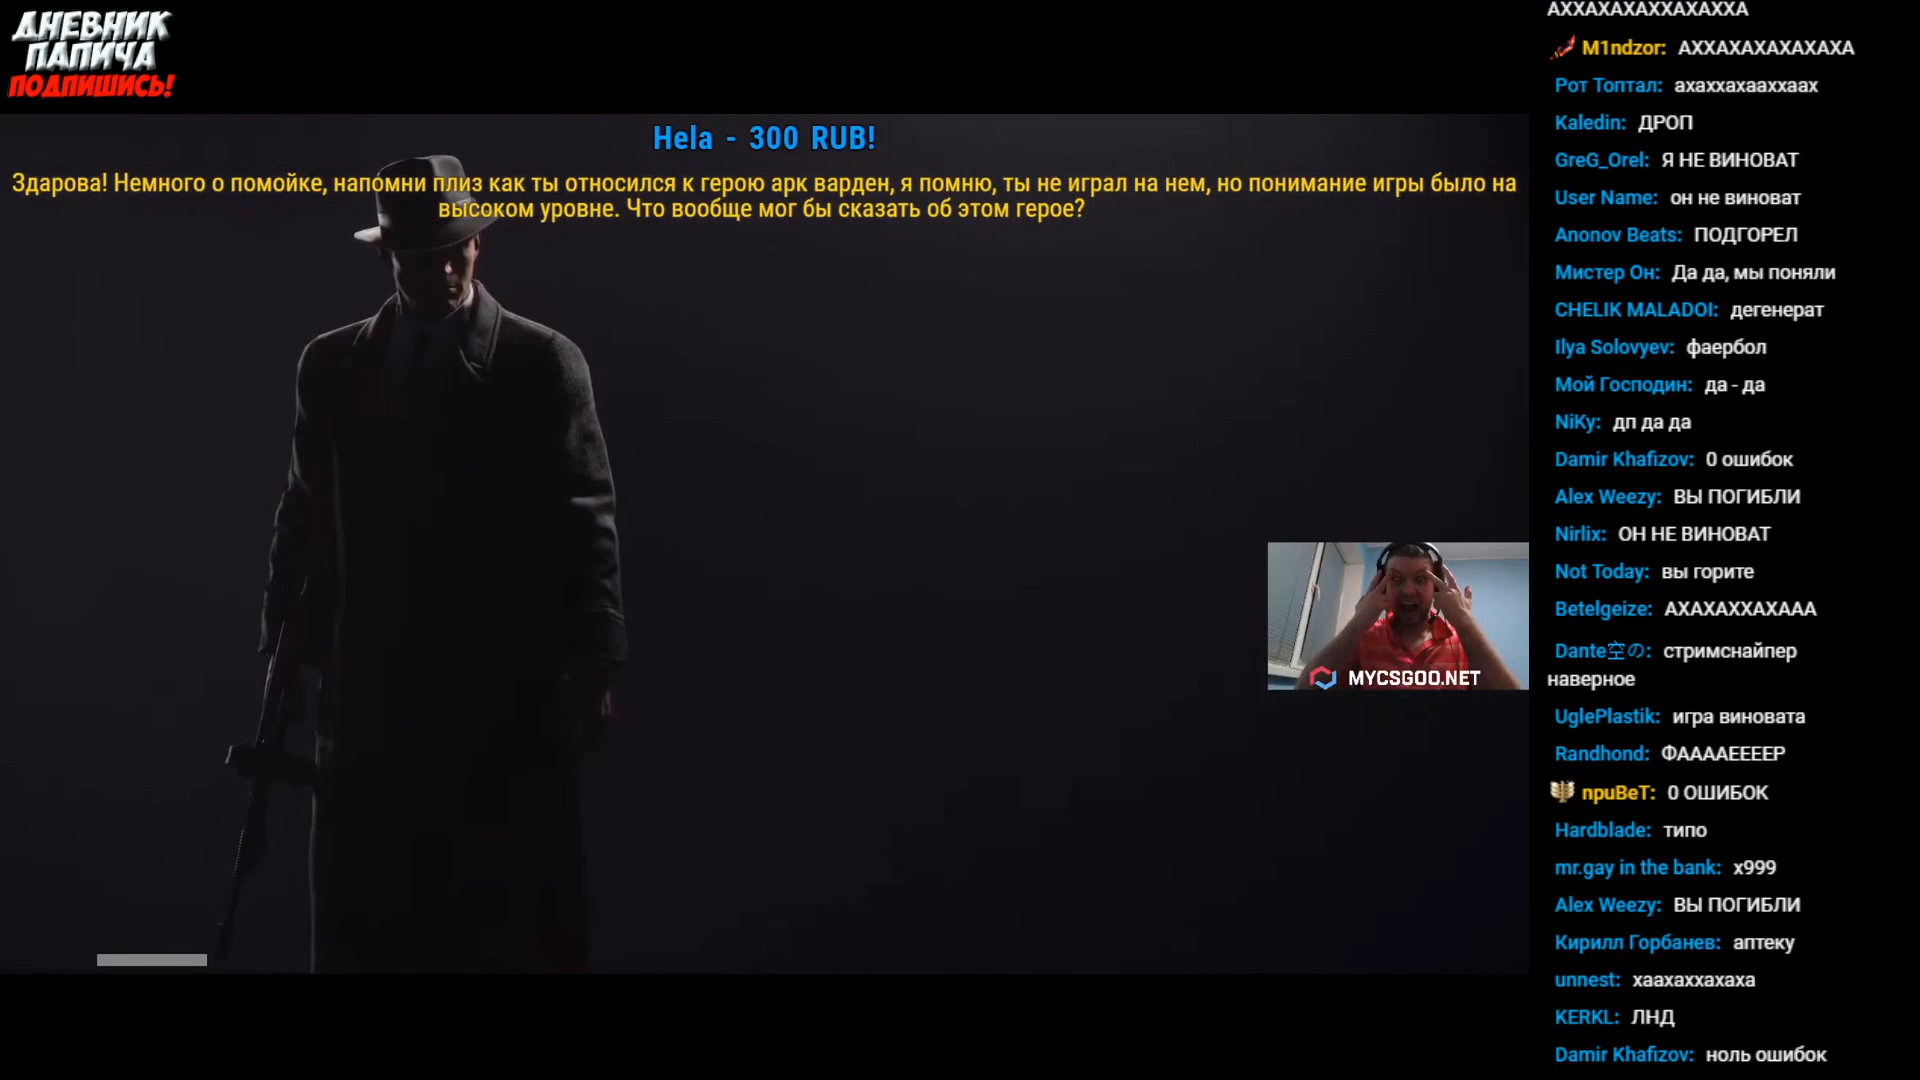 ДНЕВНИК
ПАПИЧА
ПОДПИШИСЬ!
Hela - 300 RUB!
Здарова! Немного о помойке, напомни плиз как ты относился к герою арк варден, я помню, ты не играл на нем, но понимание игры было на
высоком уровне. Что вообще мог бы сказать об этом герое?
MYCSGOO.NET
АХХАХАХАХХАХАХХА
M1ndzor: АХХАХАХАХАХАХА
Рот Топтал: ахаххахааххаах
Kaledin: ДРОП
GreG_Orel: Я НЕ ВИНОВАТ
User Name: он не виноват
Anonov Beats: ПОДГОРЕЛ
Мистер Он: Да да, мы поняли
CHELIK MALADOI: дегенерат
Ilya Solovyev: фаербол
Мой Господин: да - да
NiKy: дп да да
Damir Khafizov: 0 ошибок
Alex Weezy: ВЫ ПОГИБЛИ
Nirlix: ОН НЕ ВИНОВАТ
Not Today: вы горите
Betelgeize: АХАХАХХАХААА
Dante空の: стримснайпер
наверное
UglePlastik: игра виновата
Randhond: ФААААЕЕЕЕР
npuBeT: 0 ОШИБОК
Hardblade: типо
mr.gay in the bank: x999
Alex Weezy: ВЫ ПОГИБЛИ
Кирилл Горбанев: аптеку
unnest: хаахаххахаха
KERKL: ЛНД
Damir Khafizov: ноль ошибок